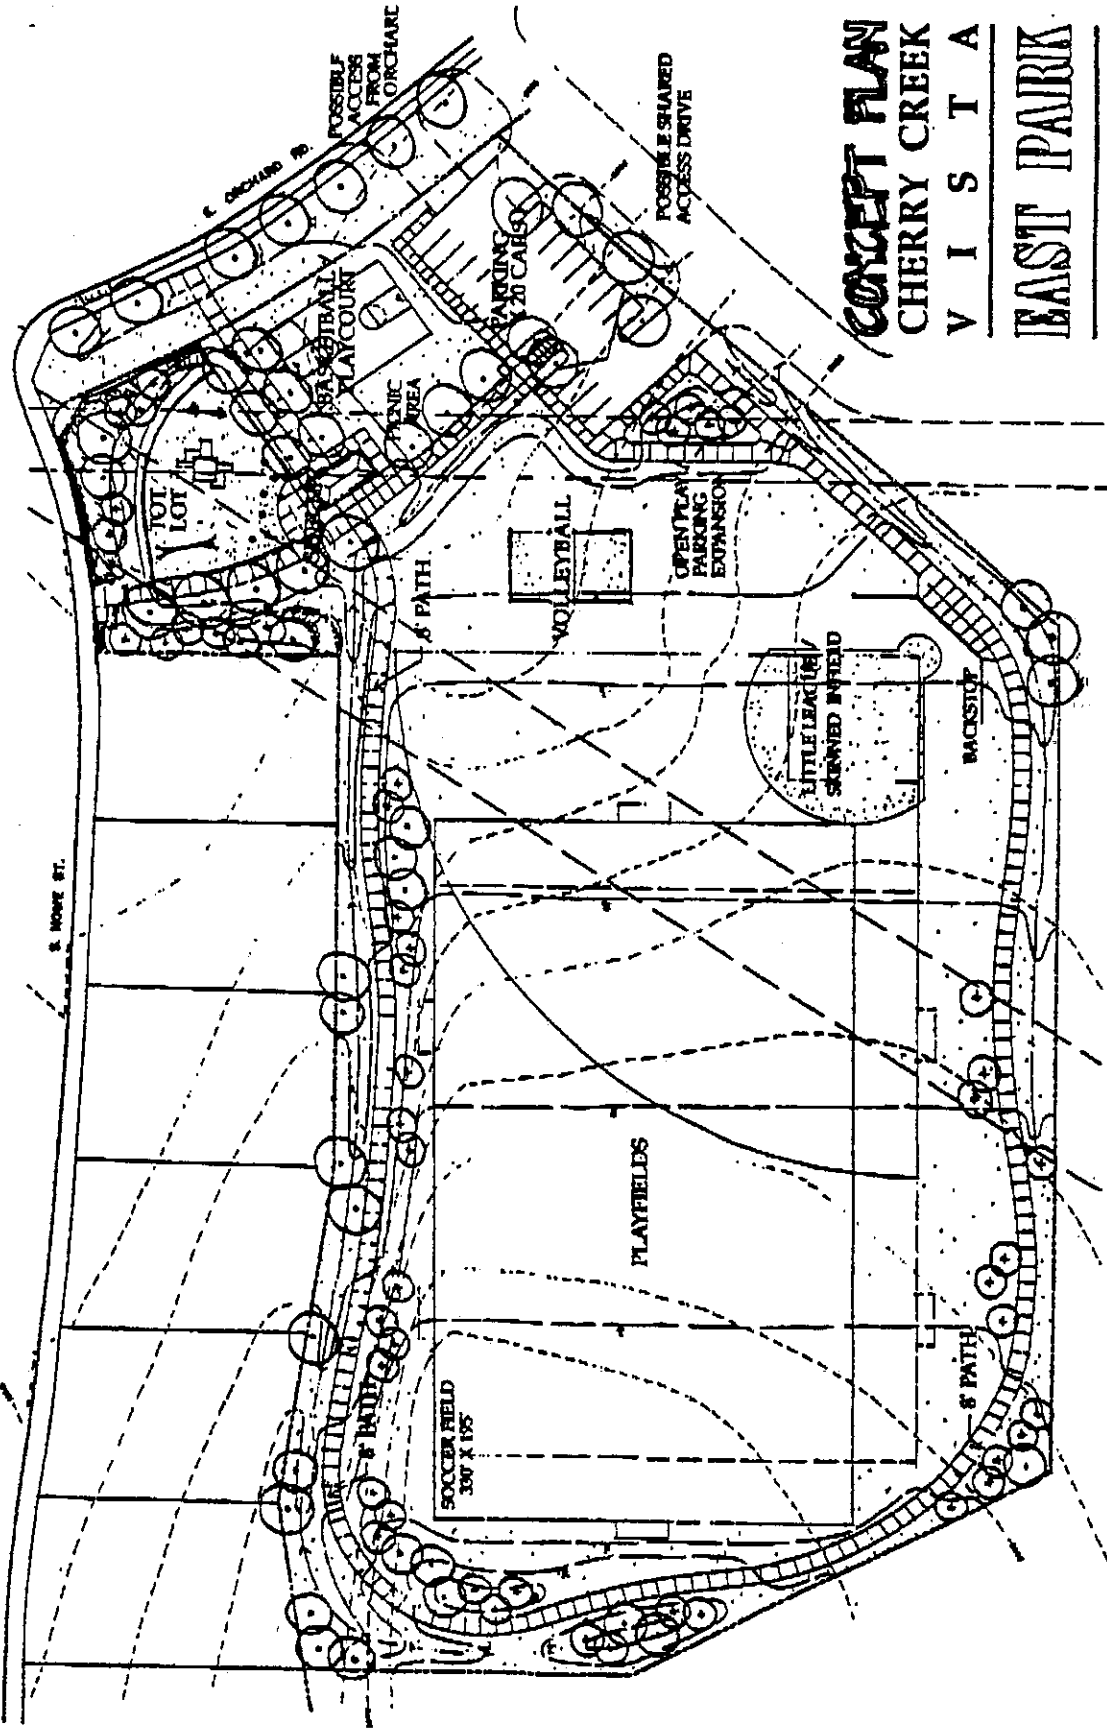 CONCEPT PLAN
CHERRY CREEK
VISTA
EAST PARK
E. ORCHARD RD.
POSSIBLE
ACCESS
FROM
ORCHARD
POSSIBLE SHARED
ACCESS DRIVE
PARKING
20 CARS
BASKETBALL
PLAYCOURT
PICNIC
AREA
TOT
LOT
8' PATH
VOLLEYBALL
OPEN PLAY
PARKING
EXPANSION
LITTLE LEAGUE
SKINNED INFIELD
BACKSTOP
PLAYFIELDS
SOCCER FIELD
330' X 195'
8' PATH
8' PATH